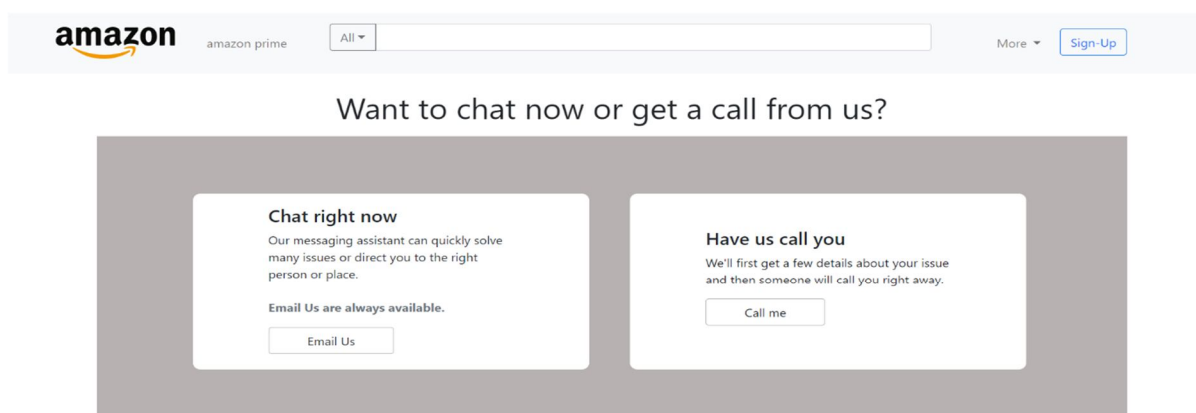 amazon
amazon prime
All
More
Sign-Up
Want to chat now or get a call from us?
Chat right now
Our messaging assistant can quickly solve
many issues or direct you to the right
person or place.
Email Us are always available.
Email Us
Have us call you
We'll first get a few details about your issue
and then someone will call you right away.
Call me